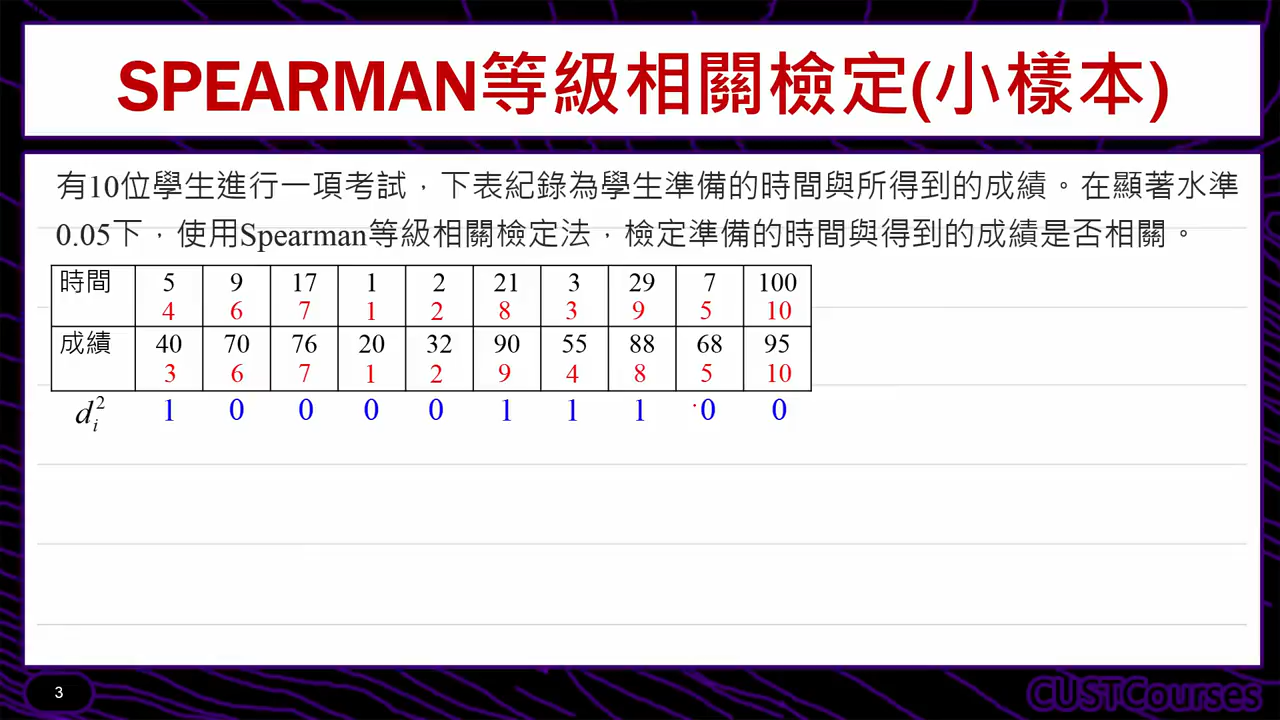 SPEARMAN等級相關檢定(小樣本)
有10位學生進行一項考試，下表紀錄為學生準備的時間與所得到的成績。在顯著水準
0.05下，使用Spearman等級相關檢定法，檢定準備的時間與得到的成績是否相關。
時間 5 9 17 1 2 21 3 29 7 100
4 6 7 1 2 8 3 9 5 10
成績 40 70 76 20 32 90 55 88 68 95
3 6 7 1 2 9 4 8 5 10
d_i^2 1 0 0 0 0 1 1 1 0 0
3
CUSTCourses